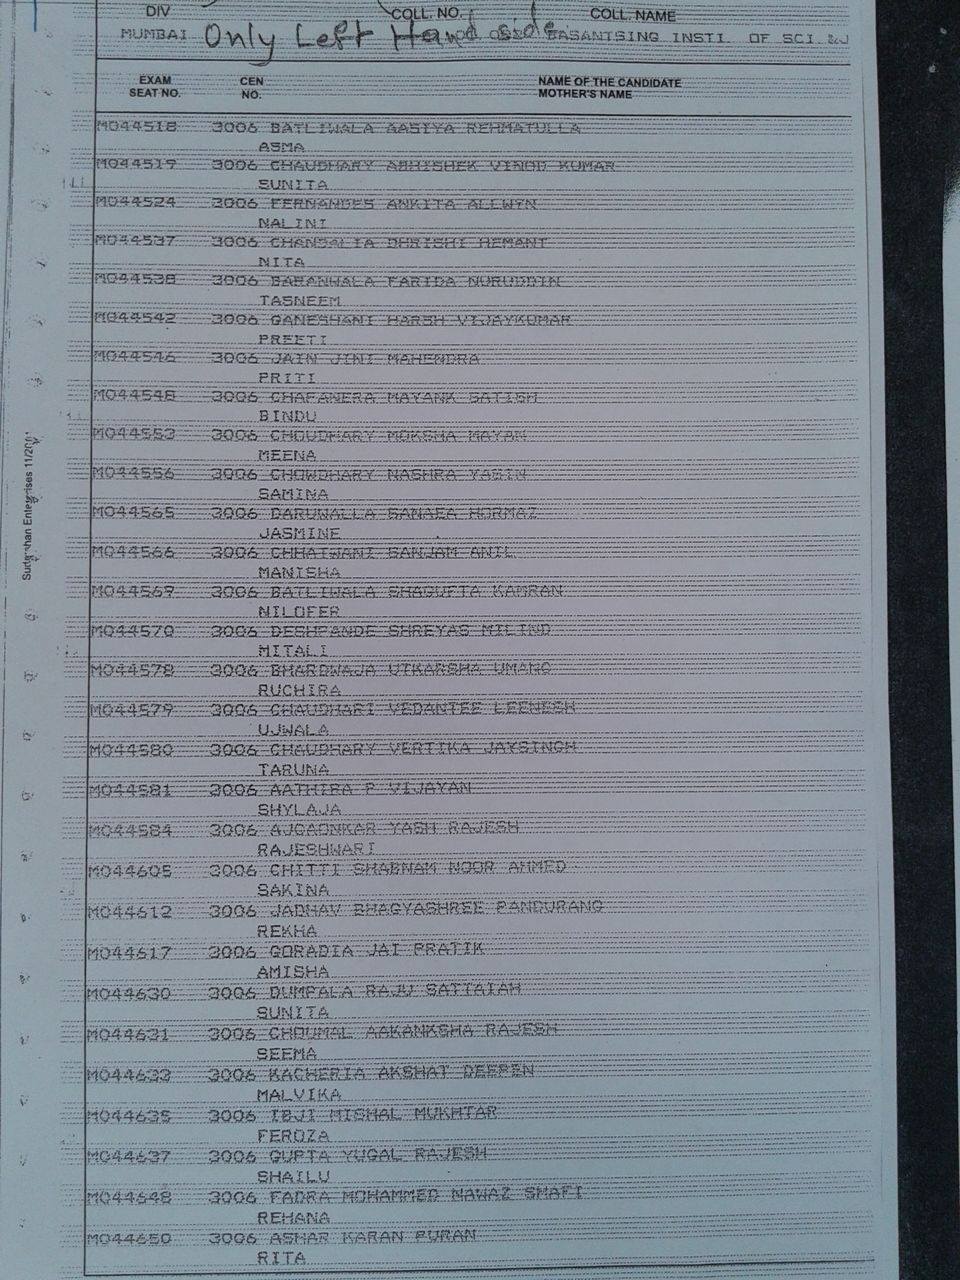 DIV COLL. NO. COLL. NAME
MUMBAI Only Left Hand side BASANTSING INSTI. OF SCI. &J
EXAM CEN NAME OF THE CANDIDATE
SEAT NO. NO. MOTHER'S NAME
M044518 3006 BATLIWALA AASIYA REHMATULLA
ASMA
M044519 3006 CHAUDHARY ABHISHEK VINOD KUMAR
SUNITA
M044524 3006 FERNANDES ANKITA ALLWYN
NALINI
M044537 3006 CHANSALIA DHRISHI HEMANT
NITA
M044538 3006 BARANWALA FARIDA NURUDDIN
TASNEEM
M044542 3006 GANESHANI HARSH VIJAYKUMAR
PREETI
M044546 3006 JAIN JINI MAHENDRA
PRITI
M044548 3006 CHAFANERA MAYANK SATISH
BINDU
M044553 3006 CHOUDHARY MOKSHA MAYAN
MEENA
M044556 3006 CHOWDHARY NASHRA YASIN
SAMINA
M044565 3006 DARUWALLA SANAEA HORMAZ
JASMINE
M044566 3006 CHHATWANI SANJAM ANIL
MANISHA
M044569 3006 BATLIWALA SHAGUFTA KAMRAN
NILOFER
M044570 3006 DESHPANDE SHREYAS MILIND
MITALI
M044578 3006 BHARDWAJA UTKARSHA UMANG
RUCHIRA
M044579 3006 CHAUDHARI VEDANTEE LEENESH
UJWALA
M044580 3006 CHAUDHARY VERTIKA JAYSINGH
TARUNA
M044581 3006 AATHIRA P VIJAYAN
SHYLAJA
M044584 3006 AJGAONKAR YASH RAJESH
RAJESHWARI
M044605 3006 CHITTI SHABNAM NOOR AHMED
SAKINA
M044612 3006 JADHAV BHAGYASHREE PANDURANG
REKHA
M044617 3006 GORADIA JAI PRATIK
AMISHA
M044630 3006 DUMPALA RAJU SATTAIAH
SUNITA
M044631 3006 CHOUMAL AAKANKSHA RAJESH
SEEMA
M044633 3006 KACHERIA AKSHAT DEEPEN
MALVIKA
M044635 3006 IBJI MISHAL MUKHTAR
FEROZA
M044637 3006 GUPTA YUGAL RAJESH
SHAILU
M044648 3006 FADRA MOHAMMED NAWAZ SHAFI
REHANA
M044650 3006 ASHAR KARAN PURAN
RITA
Enterprises 11/2001